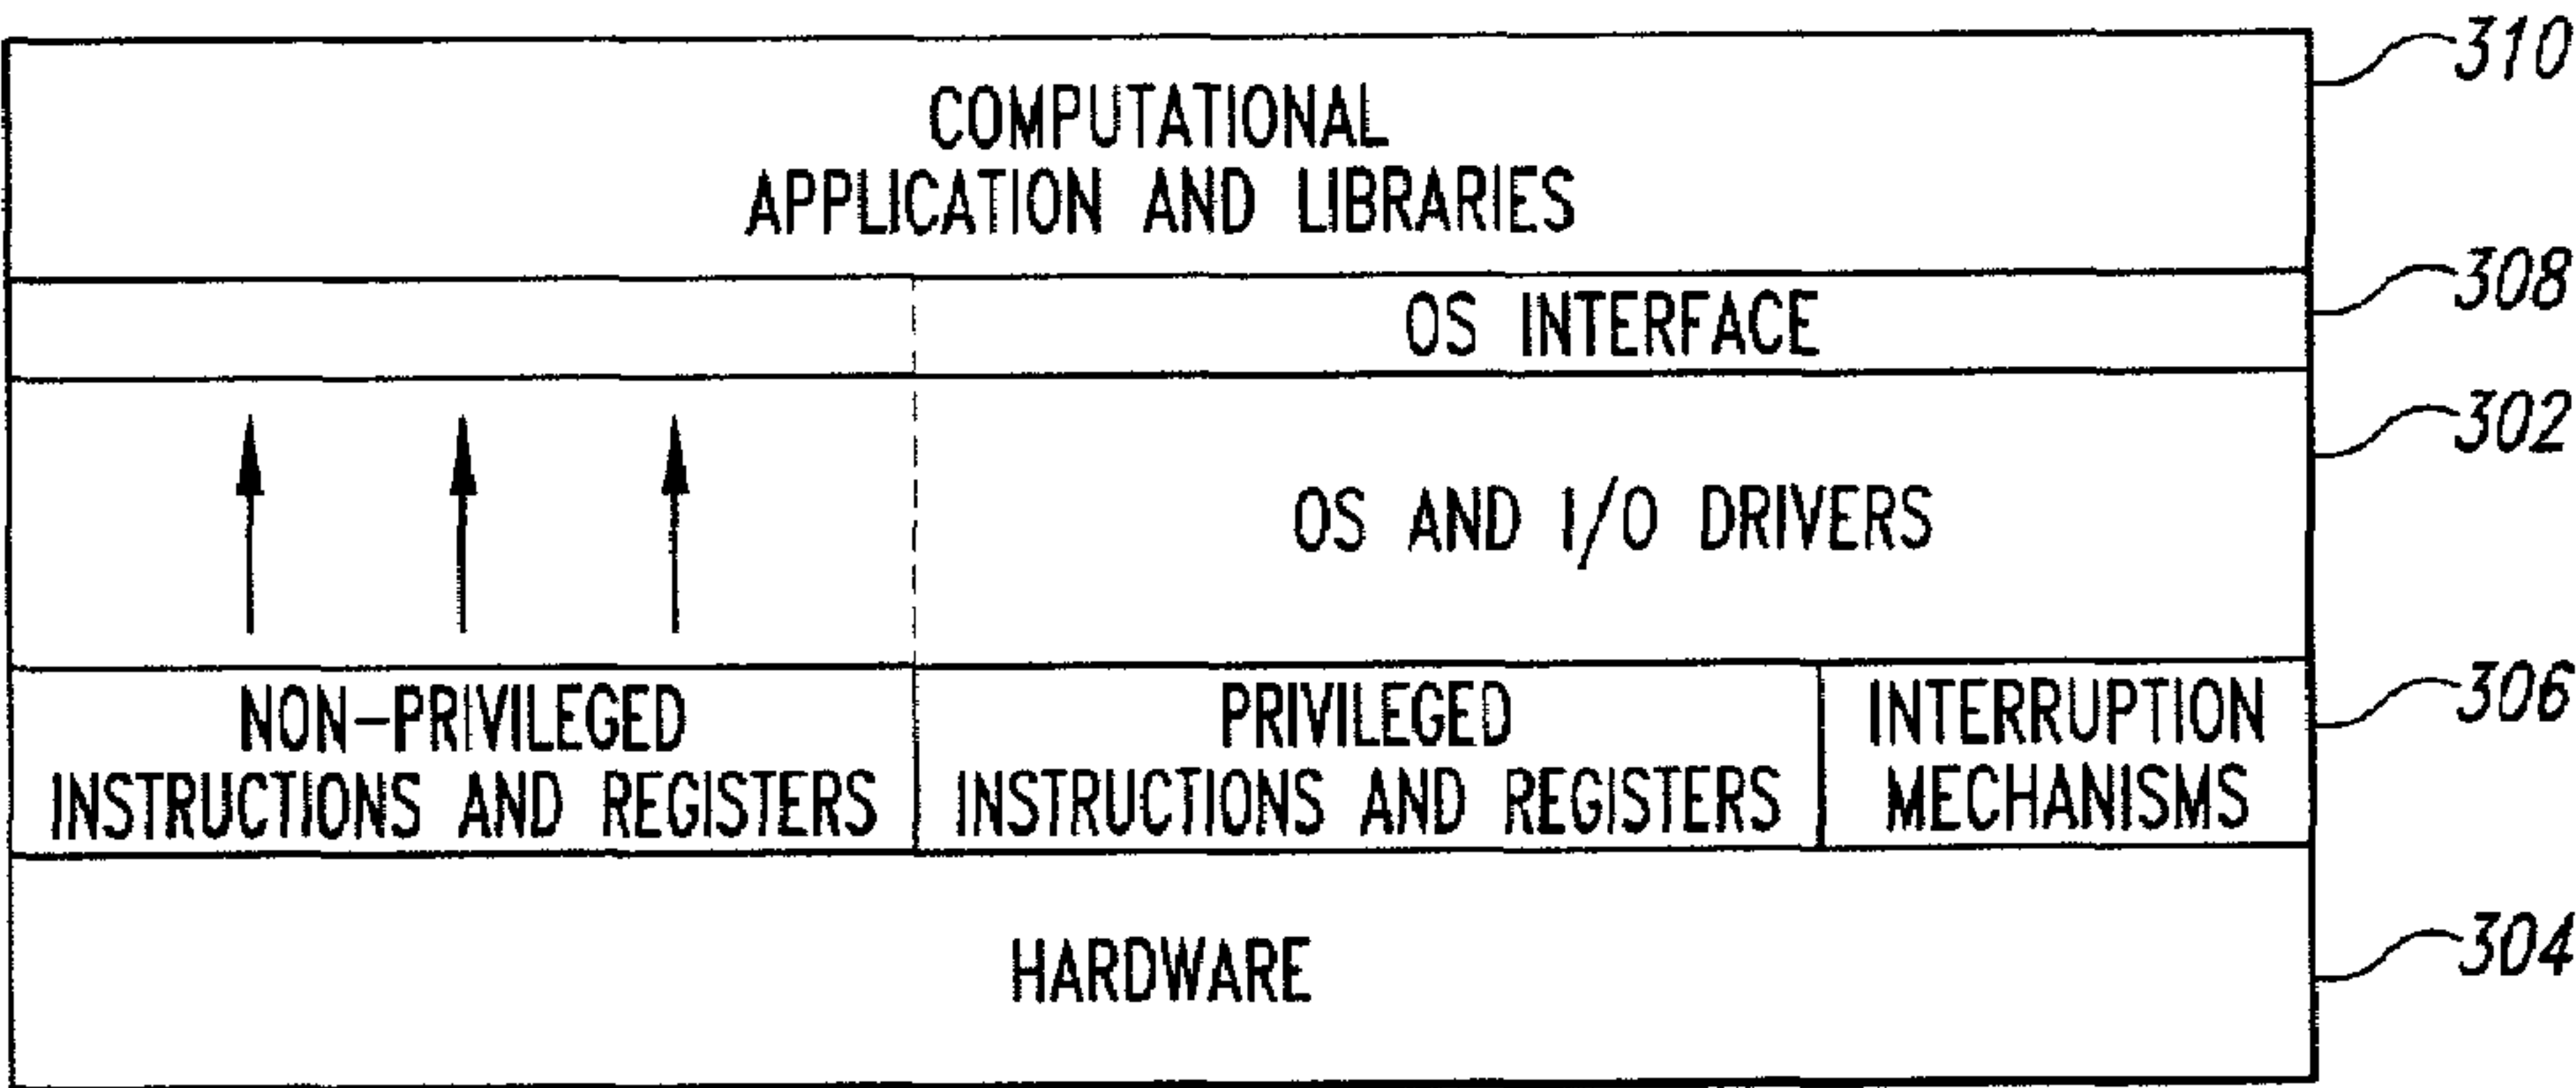 COMPUTATIONAL
APPLICATION AND LIBRARIES
310
OS INTERFACE
308
OS AND I/O DRIVERS
302
NON-PRIVILEGED
INSTRUCTIONS AND REGISTERS
PRIVILEGED
INSTRUCTIONS AND REGISTERS
INTERRUPTION
MECHANISMS
306
HARDWARE
304